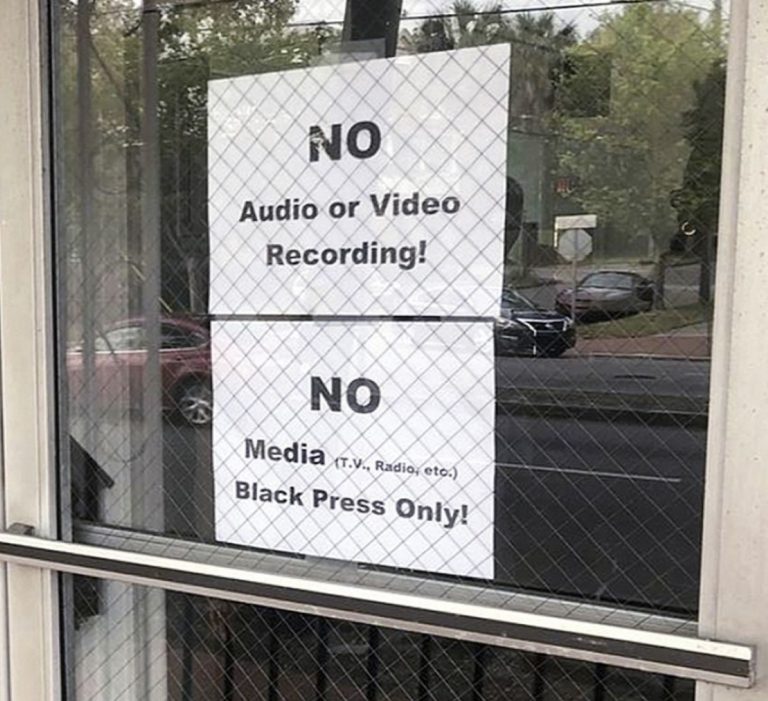 NO
Audio or Video
Recording!
NO
Media (T.V., Radio, etc.)
Black Press Only!